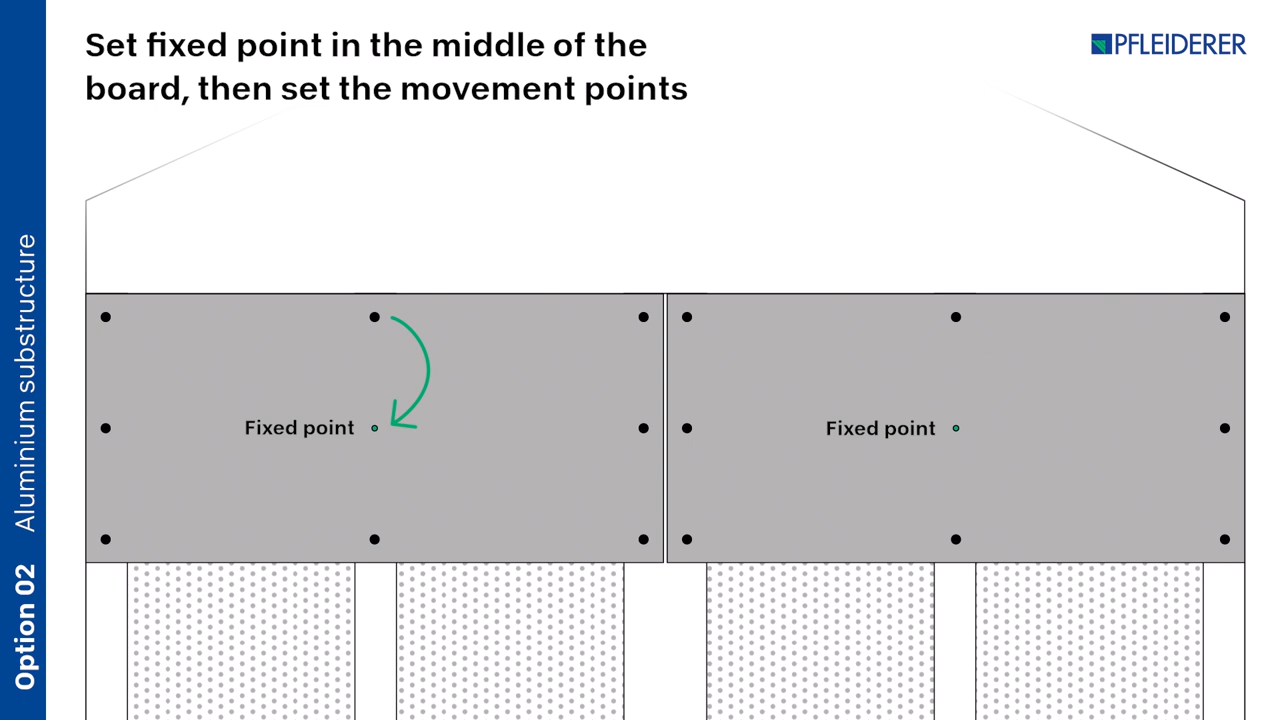 Set fixed point in the middle of the
board, then set the movement points
PFLEIDERER
Option 02 Aluminium substructure
Fixed point
Fixed point